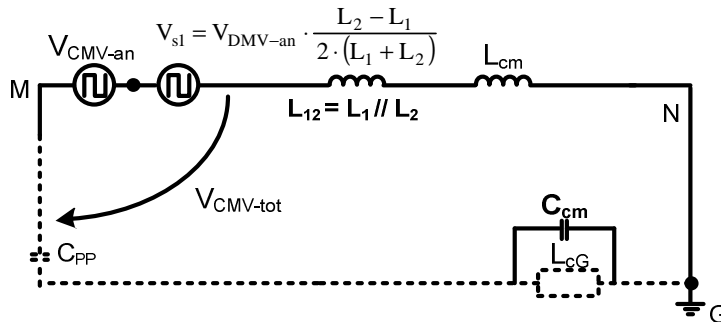 V_CMV-an
V_s1 = V_DMV-an · (L_2 − L_1) / (2 · (L_1 + L_2))
L_cm
M
N
L_12 = L_1 // L_2
V_CMV-tot
C_cm
L_cG
C_PP
G